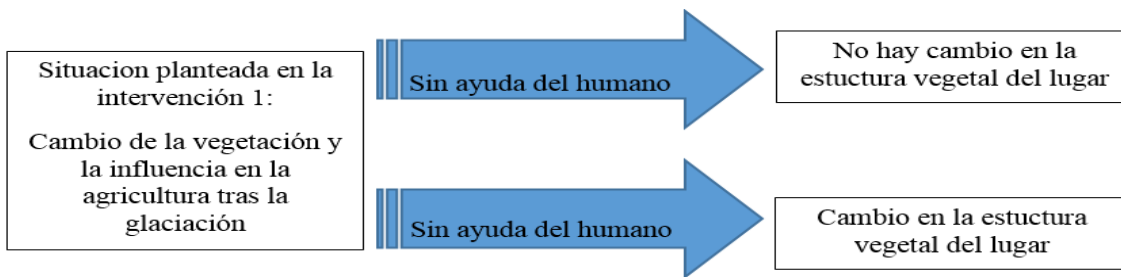 Situacion planteada en la
intervención 1:
Cambio de la vegetación y
la influencia en la
agricultura tras la
glaciación
Sin ayuda del humano
No hay cambio en la
estuctura vegetal del lugar
Sin ayuda del humano
Cambio en la estuctura
vegetal del lugar